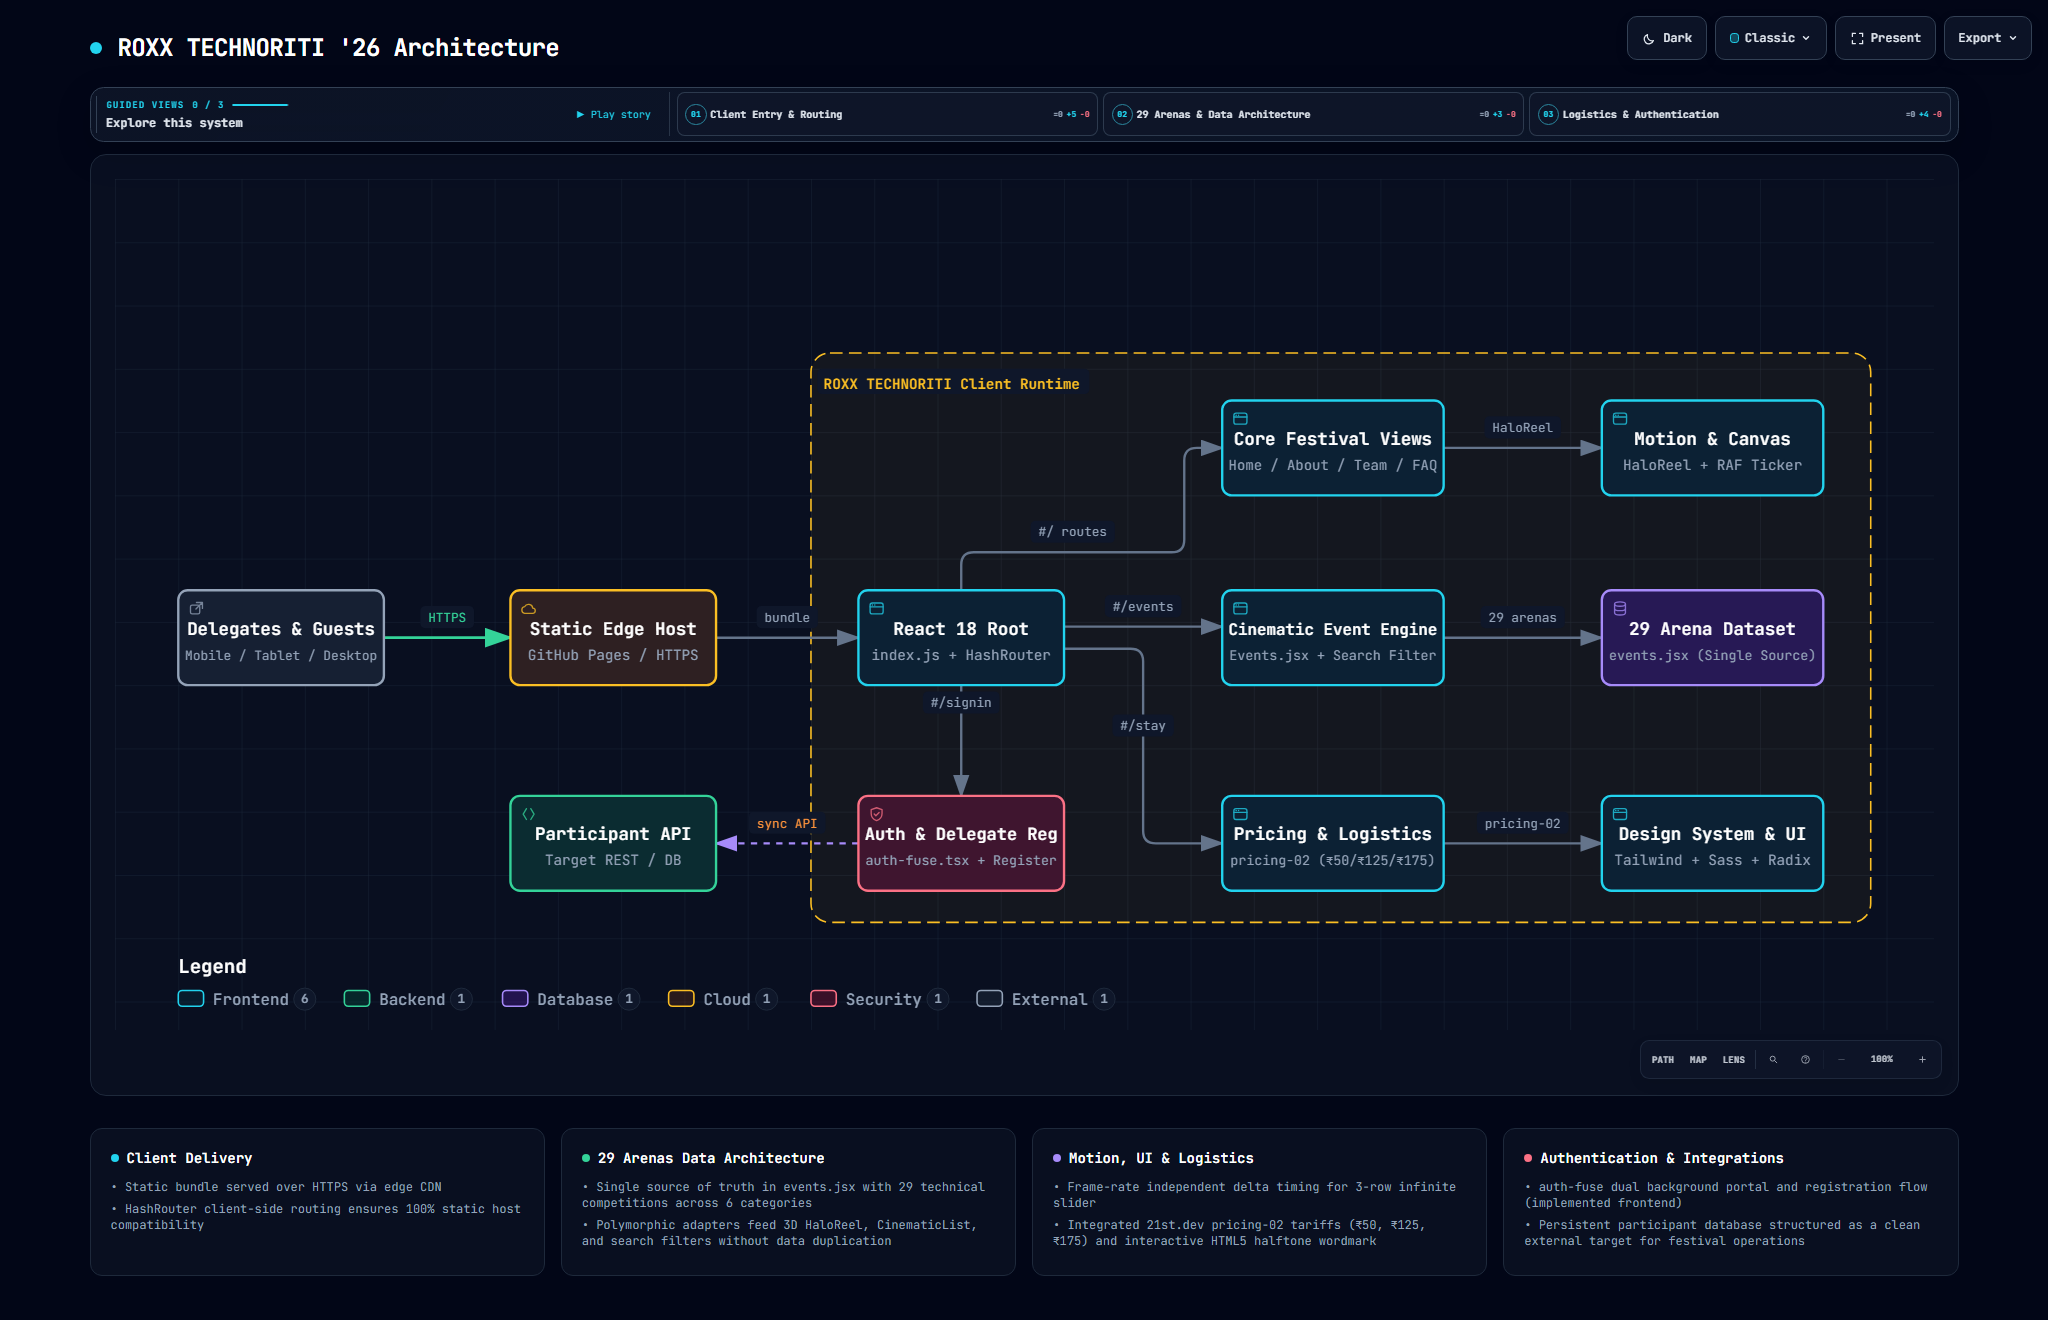 ROXX TECHNORITI '26 Architecture
Dark
Classic
Present
Export
GUIDED VIEWS 0 / 3
Explore this system
▶ Play story
01 Client Entry & Routing =0 +5 -0
02 29 Arenas & Data Architecture =0 +3 -0
03 Logistics & Authentication =0 +4 -0
ROXX TECHNORITI Client Runtime
Core Festival Views
Home / About / Team / FAQ
HaloReel
Motion & Canvas
HaloReel + RAF Ticker
#/ routes
Delegates & Guests
Mobile / Tablet / Desktop
HTTPS
Static Edge Host
GitHub Pages / HTTPS
bundle
React 18 Root
index.js + HashRouter
#/events
Cinematic Event Engine
Events.jsx + Search Filter
29 arenas
29 Arena Dataset
events.jsx (Single Source)
#/signin
#/stay
Participant API
Target REST / DB
sync API
Auth & Delegate Reg
auth-fuse.tsx + Register
Pricing & Logistics
pricing-02 (₹50/₹125/₹175)
pricing-02
Design System & UI
Tailwind + Sass + Radix
Legend
Frontend 6
Backend 1
Database 1
Cloud 1
Security 1
External 1
PATH MAP LENS 100% +
Client Delivery
• Static bundle served over HTTPS via edge CDN
• HashRouter client-side routing ensures 100% static host
compatibility
29 Arenas Data Architecture
• Single source of truth in events.jsx with 29 technical
competitions across 6 categories
• Polymorphic adapters feed 3D HaloReel, CinematicList,
and search filters without data duplication
Motion, UI & Logistics
• Frame-rate independent delta timing for 3-row infinite
slider
• Integrated 21st.dev pricing-02 tariffs (₹50, ₹125,
₹175) and interactive HTML5 halftone wordmark
Authentication & Integrations
• auth-fuse dual background portal and registration flow
(implemented frontend)
• Persistent participant database structured as a clean
external target for festival operations